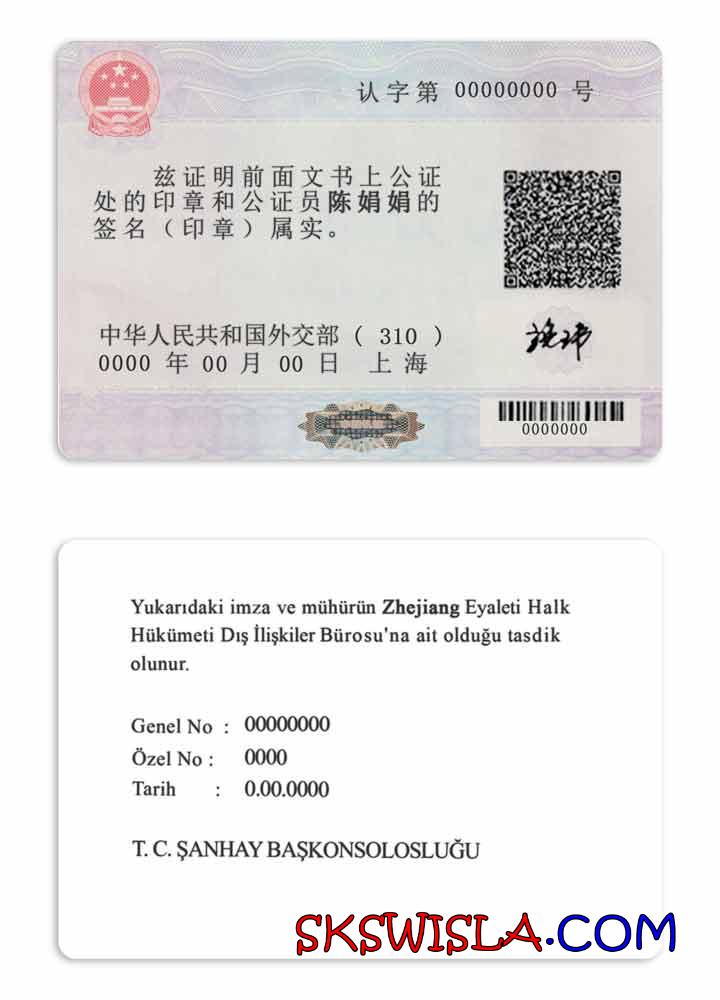 认字第 00000000 号
兹证明前面文书上公证
处的印章和公证员陈娟娟的
签名（印章）属实。
中华人民共和国外交部 ( 310 )
0000 年 00 月 00 日 上海
0000000
Yukarıdaki imza ve mühürün Zhejiang Eyaleti Halk
Hükümeti Dış İlişkiler Bürosu'na ait olduğu tasdik
olunur.
Genel No : 00000000
Özel No : 0000
Tarih : 0.00.0000
T. C. ŞANHAY BAŞKONSOLOSLUĞU
SKSWISLA.COM